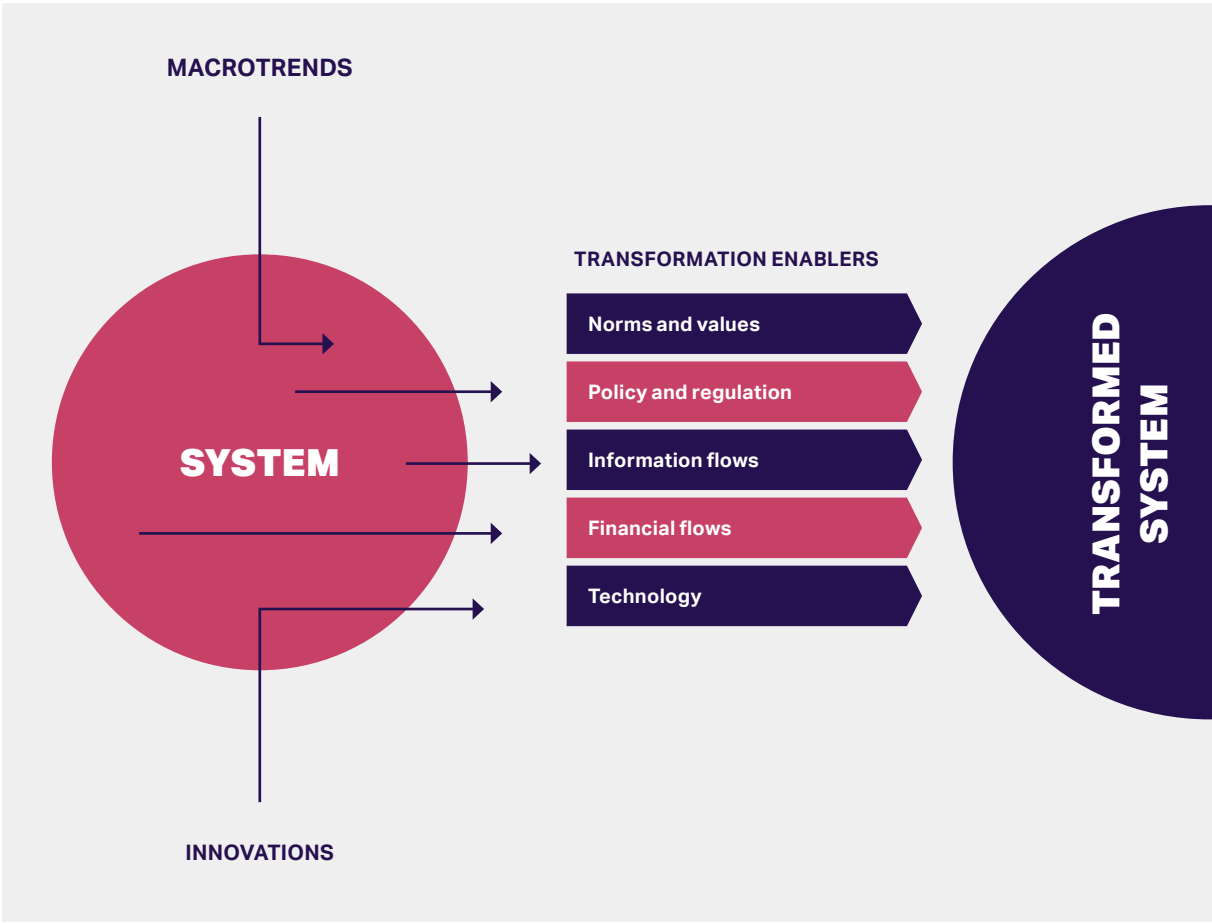 MACROTRENDS
TRANSFORMATION ENABLERS
Norms and values
Policy and regulation
SYSTEM
Information flows
Financial flows
Technology
TRANSFORMED
SYSTEM
INNOVATIONS